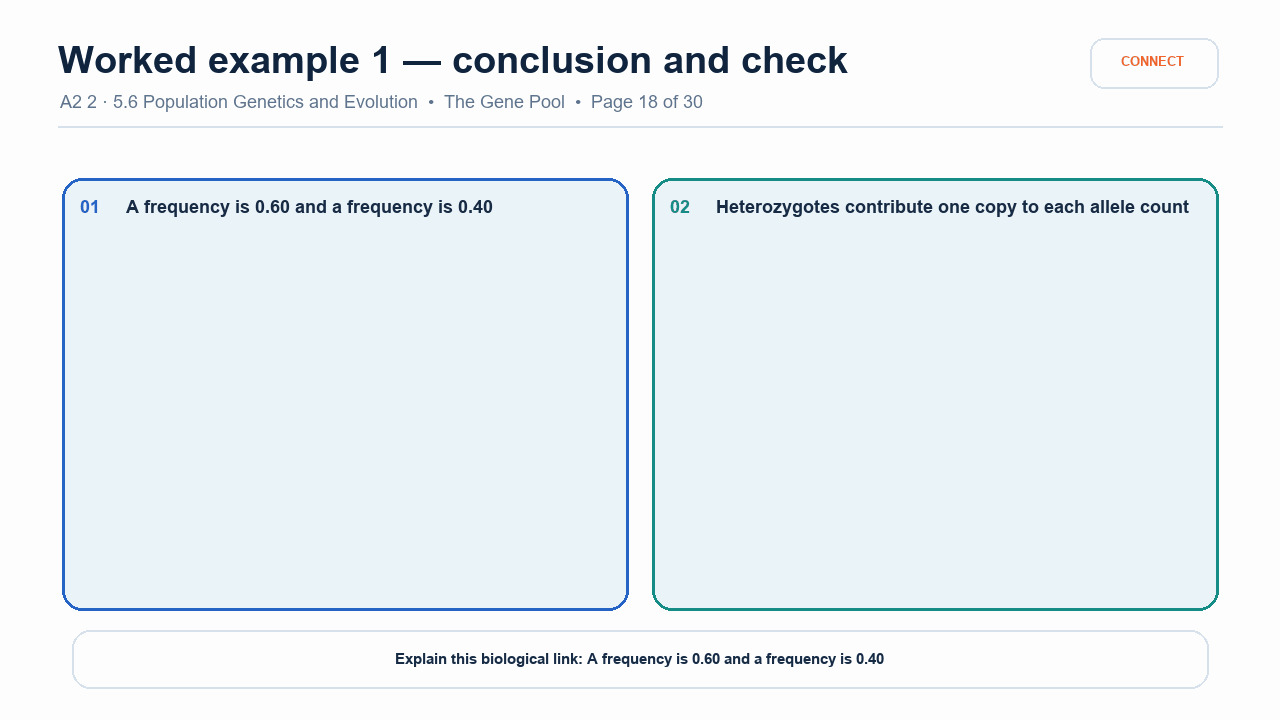 Worked example 1 — conclusion and check
CONNECT
A2 2 · 5.6 Population Genetics and Evolution • The Gene Pool • Page 18 of 30
01 A frequency is 0.60 and a frequency is 0.40
02 Heterozygotes contribute one copy to each allele count
Explain this biological link: A frequency is 0.60 and a frequency is 0.40